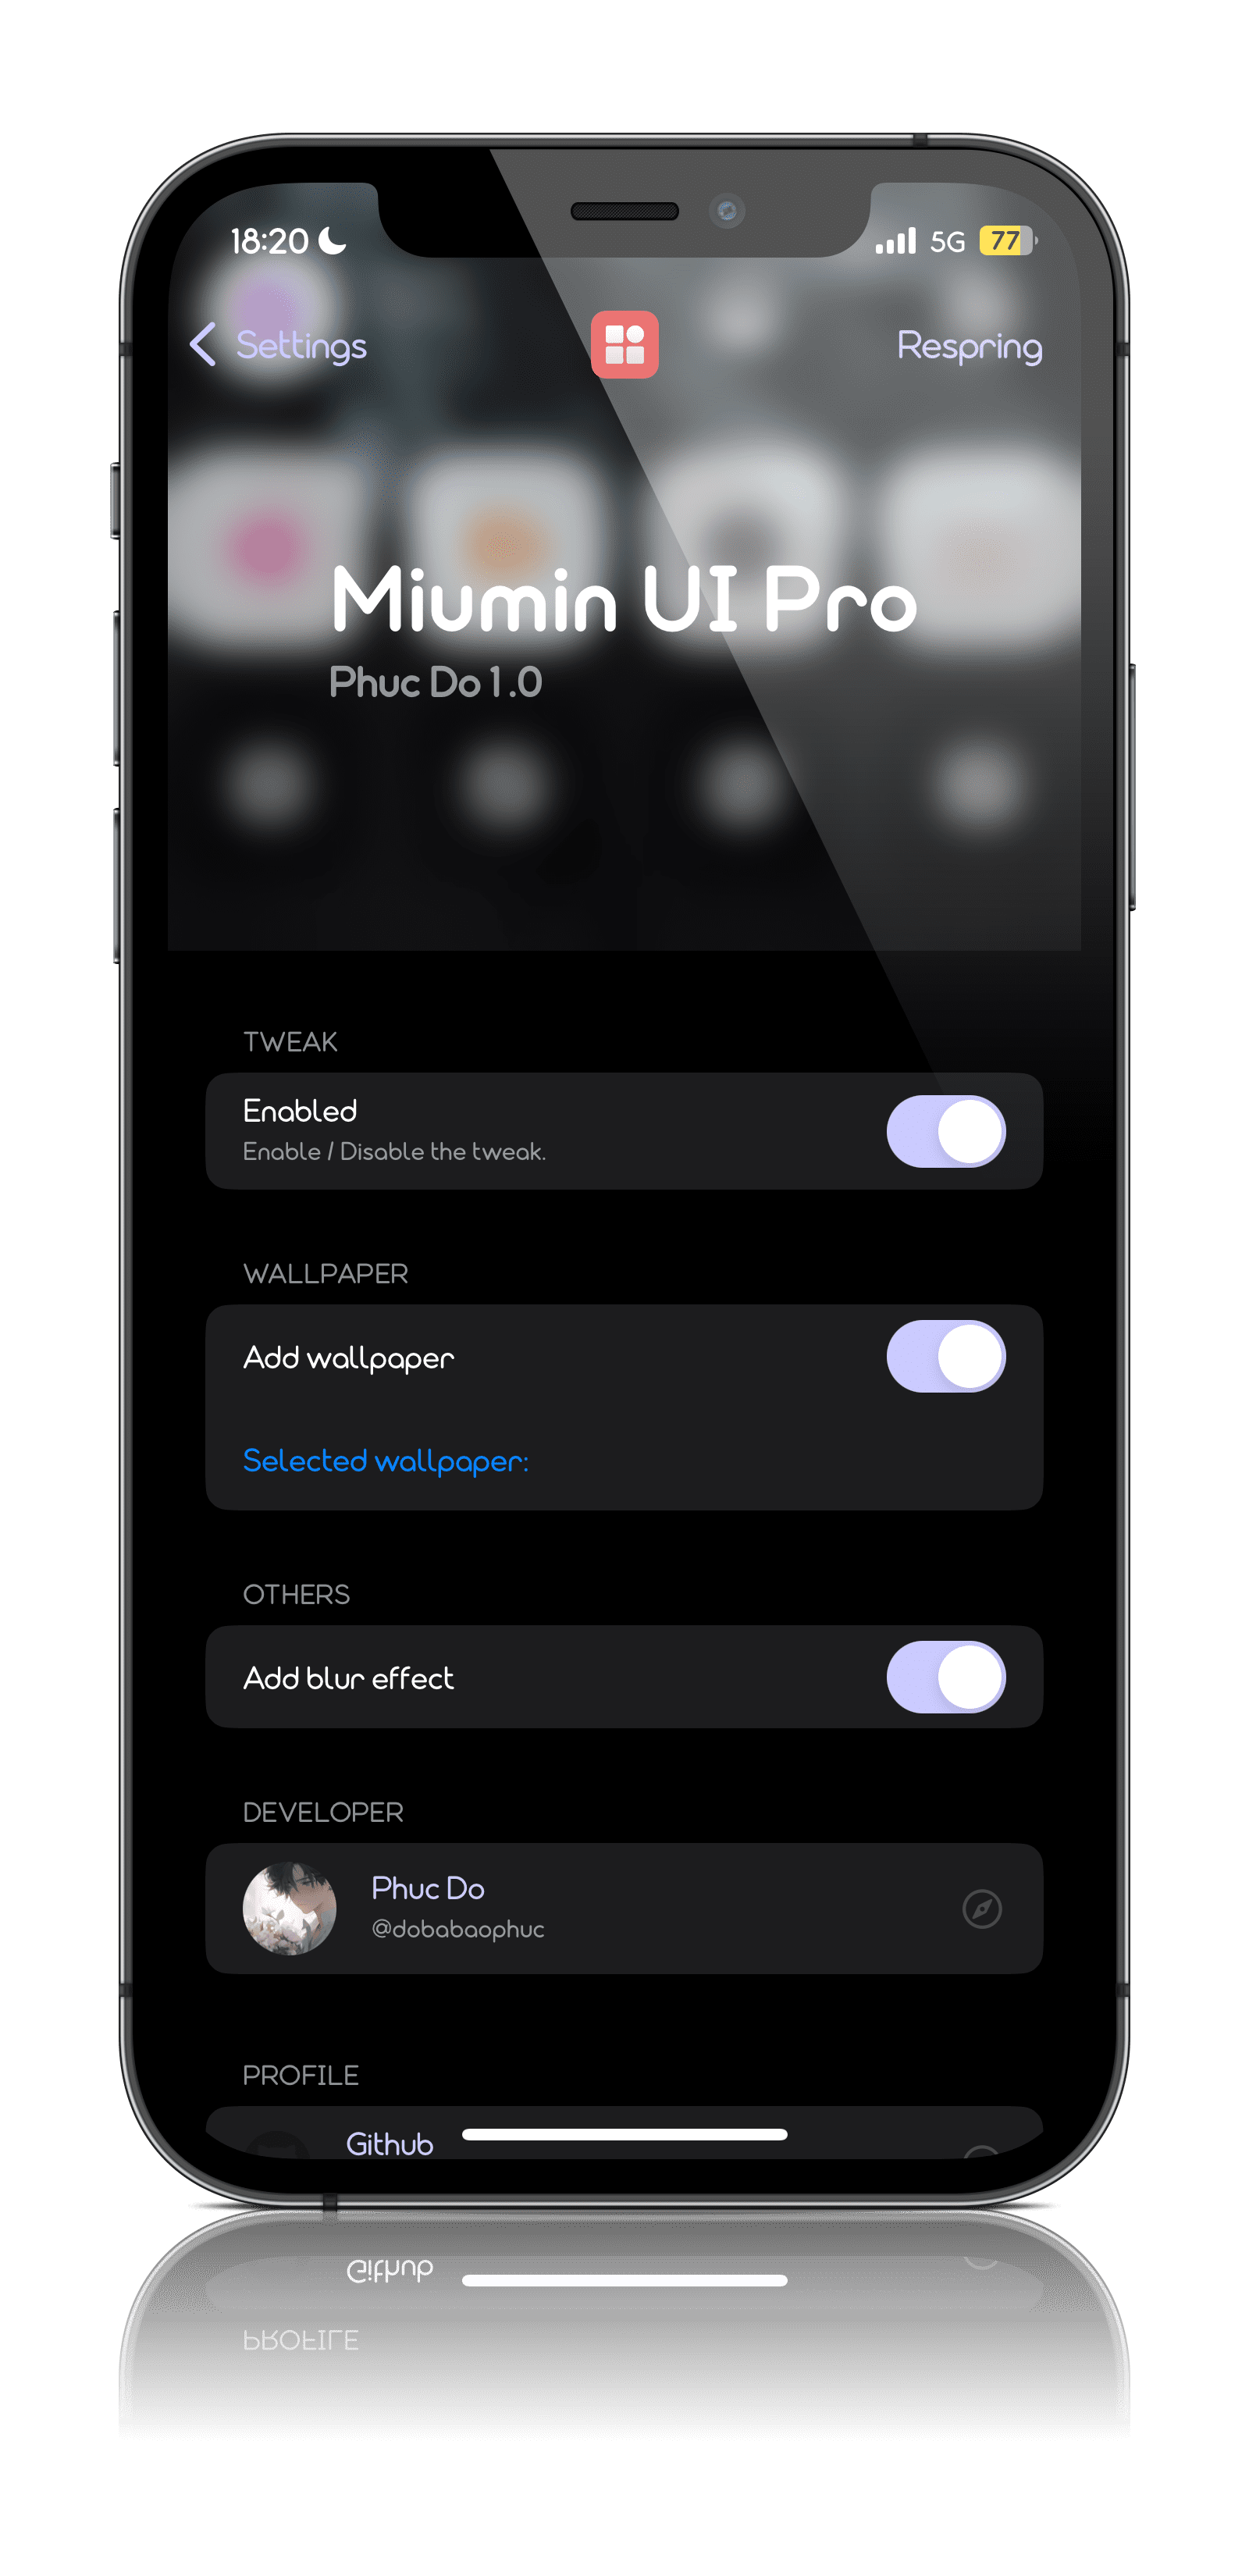 18:20
5G 77
Settings
Respring
Miumin UI Pro
Phuc Do 1.0
TWEAK
Enabled
Enable / Disable the tweak.
WALLPAPER
Add wallpaper
Selected wallpaper:
OTHERS
Add blur effect
DEVELOPER
Phuc Do
@dobabaophuc
PROFILE
Github